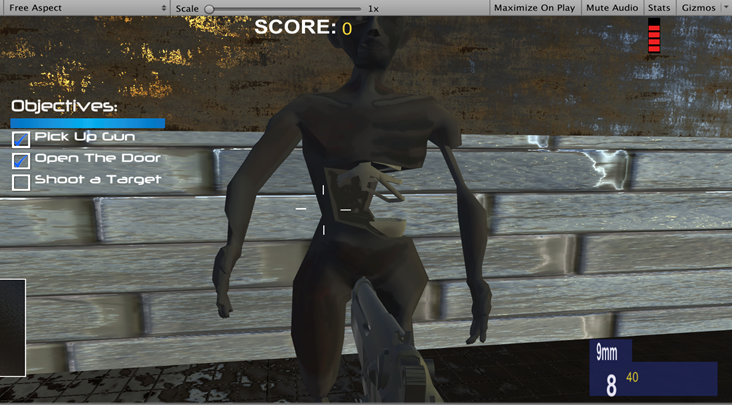 Free Aspect
Scale 1x
Maximize On Play Mute Audio Stats Gizmos
SCORE: 0
Objectives:
Pick Up Gun
Open The Door
Shoot a Target
9mm
8 40